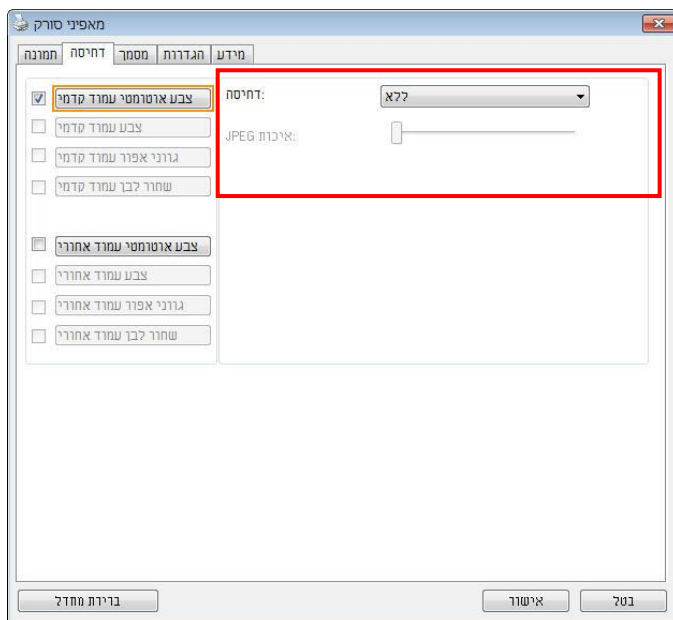 מאפיני סורק
תמונה דחיסה מסמך הגדרות מידע
צבע אוטומטי עמוד קדמי
צבע עמוד קדמי
גווני אפור עמוד קדמי
שחור לבן עמוד קדמי
צבע אוטומטי עמוד אחורי
צבע עמוד אחורי
גווני אפור עמוד אחורי
שחור לבן עמוד אחורי
דחיסה:
ללא
איכות JPEG:
ברירת מחדל
אישור
בטל